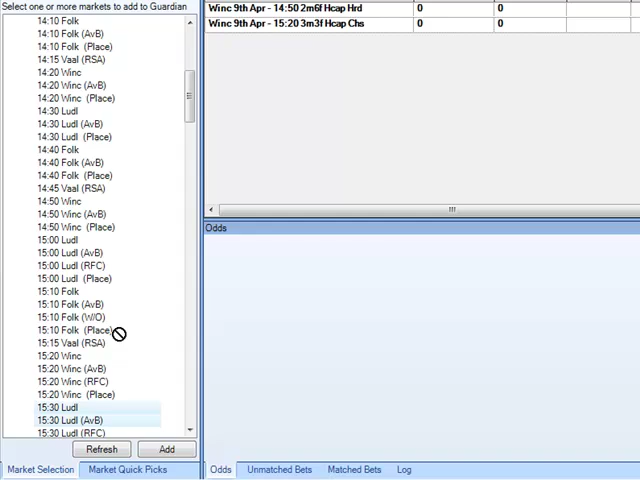 Select one or more markets to add to Guardian
14:10 Folk
14:10 Folk (AvB)
14:10 Folk (Place)
14:15 Vaal (RSA)
14:20 Winc
14:20 Winc (AvB)
14:20 Winc (Place)
14:30 Ludl
14:30 Ludl (AvB)
14:30 Ludl (Place)
14:40 Folk
14:40 Folk (AvB)
14:40 Folk (Place)
14:45 Vaal (RSA)
14:50 Winc
14:50 Winc (AvB)
14:50 Winc (Place)
15:00 Ludl
15:00 Ludl (AvB)
15:00 Ludl (RFC)
15:00 Ludl (Place)
15:10 Folk
15:10 Folk (AvB)
15:10 Folk (W/O)
15:10 Folk (Place)
15:15 Vaal (RSA)
15:20 Winc
15:20 Winc (AvB)
15:20 Winc (RFC)
15:20 Winc (Place)
15:30 Ludl
15:30 Ludl (AvB)
15:30 Ludl (RFC)
Refresh Add
Market Selection Market Quick Picks
Winc 9th Apr - 14:50 2m6f Hcap Hrd 0 0
Winc 9th Apr - 15:20 3m3f Hcap Chs 0 0
Odds
Odds Unmatched Bets Matched Bets Log